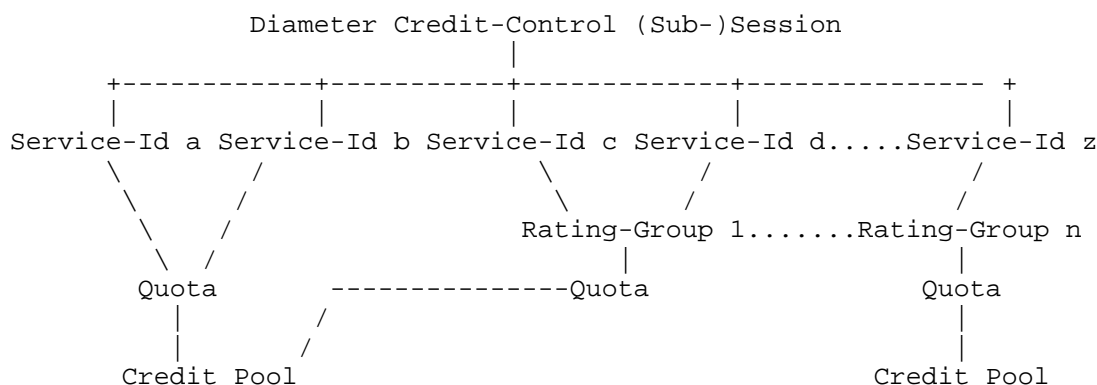 Diameter Credit-Control (Sub-)Session
|
+------------+-----------+-------------+--------------- +
| | | | |
Service-Id a Service-Id b Service-Id c Service-Id d.....Service-Id z
\ / \ / /
\ / \ / /
\ / Rating-Group 1.......Rating-Group n
\ / | |
Quota ---------------Quota Quota
| / |
| / |
Credit Pool Credit Pool